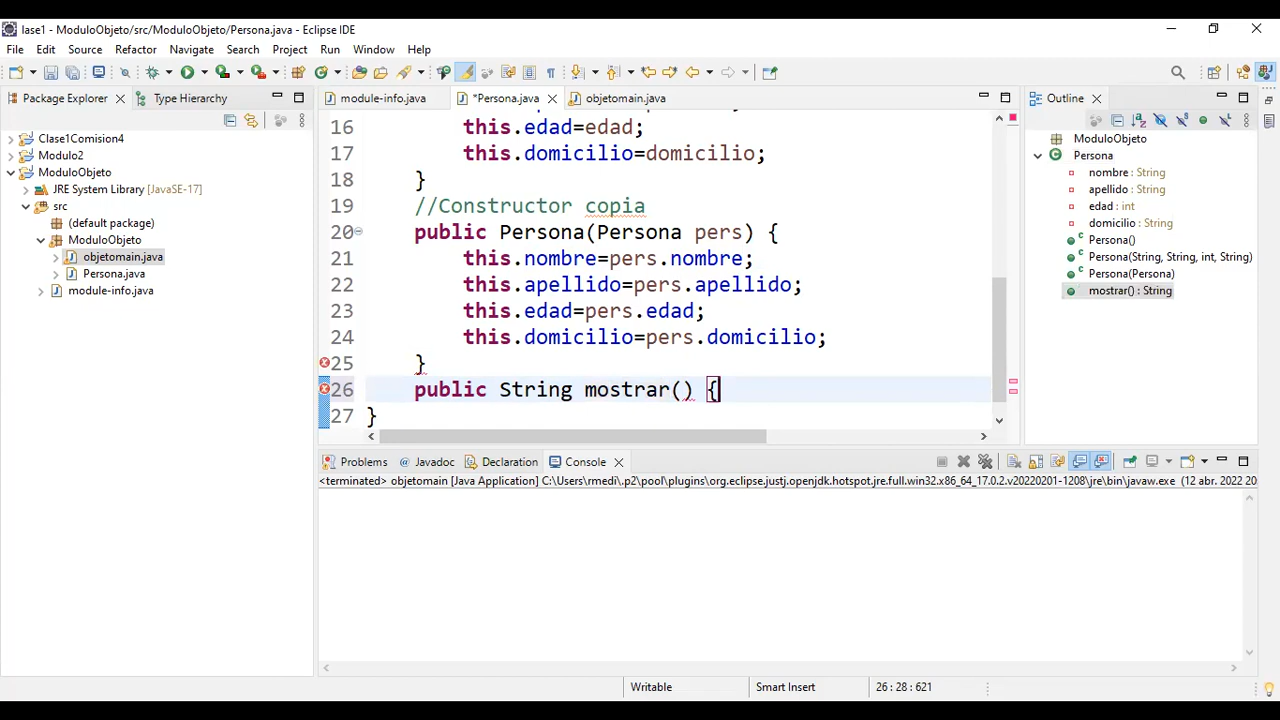 lase1 - ModuloObjeto/src/ModuloObjeto/Persona.java - Eclipse IDE
File Edit Source Refactor Navigate Search Project Run Window Help
Package Explorer Type Hierarchy
Clase1Comision4
Modulo2
ModuloObjeto
JRE System Library [JavaSE-17]
src
(default package)
ModuloObjeto
objetomain.java
Persona.java
module-info.java
module-info.java *Persona.java objetomain.java
16 this.edad=edad;
17 this.domicilio=domicilio;
18 }
19 //Constructor copia
20 public Persona(Persona pers) {
21 this.nombre=pers.nombre;
22 this.apellido=pers.apellido;
23 this.edad=pers.edad;
24 this.domicilio=pers.domicilio;
25 }
26 public String mostrar() {
27 }
Outline
ModuloObjeto
Persona
nombre : String
apellido : String
edad : int
domicilio : String
Persona()
Persona(String, String, int, String)
Persona(Persona)
mostrar() : String
Problems Javadoc Declaration Console
<terminated> objetomain [Java Application] C:\Users\rmedi\.p2\pool\plugins\org.eclipse.justj.openjdk.hotspot.jre.full.win32.x86_64_17.0.2.v20220201-1208\jre\bin\javaw.exe (12 abr. 2022 20
Writable Smart Insert 26 : 28 : 621